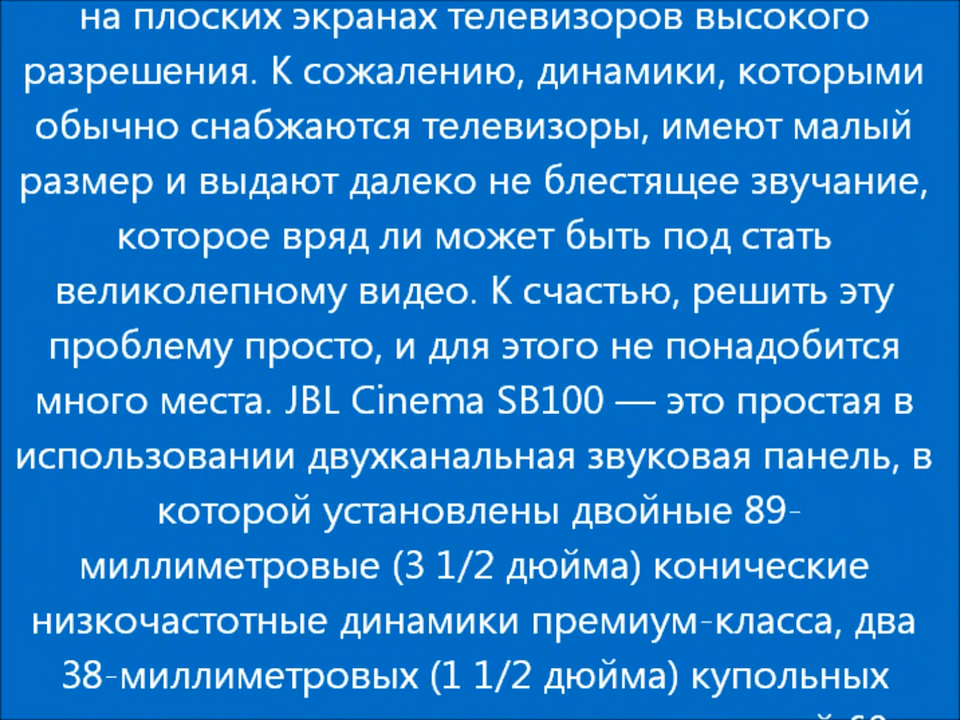 на плоских экранах телевизоров высокого
разрешения. К сожалению, динамики, которыми
обычно снабжаются телевизоры, имеют малый
размер и выдают далеко не блестящее звучание,
которое вряд ли может быть под стать
великолепному видео. К счастью, решить эту
проблему просто, и для этого не понадобится
много места. JBL Cinema SB100 — это простая в
использовании двухканальная звуковая панель, в
которой установлены двойные 89-
миллиметровые (3 1/2 дюйма) конические
низкочастотные динамики премиум-класса, два
38-миллиметровых (1 1/2 дюйма) купольных